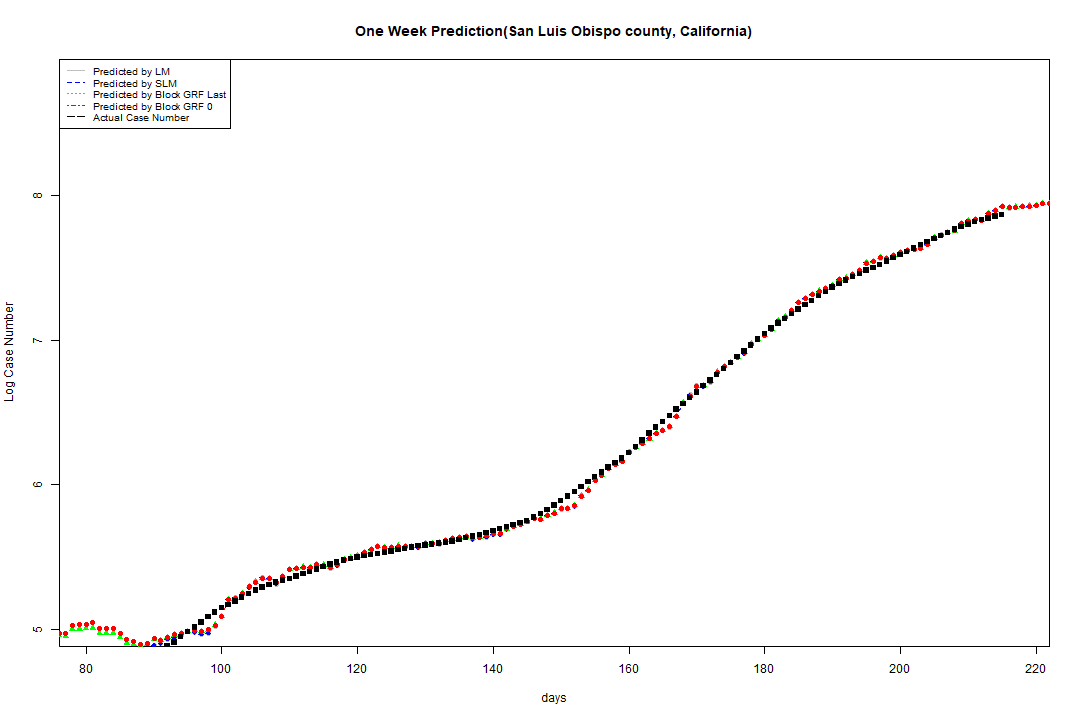 One Week Prediction(San Luis Obispo county, California)
Predicted by LM
Predicted by SLM
Predicted by Block GRF Last
Predicted by Block GRF 0
Actual Case Number
Log Case Number
8
7
6
5
80 100 120 140 160 180 200 220
days